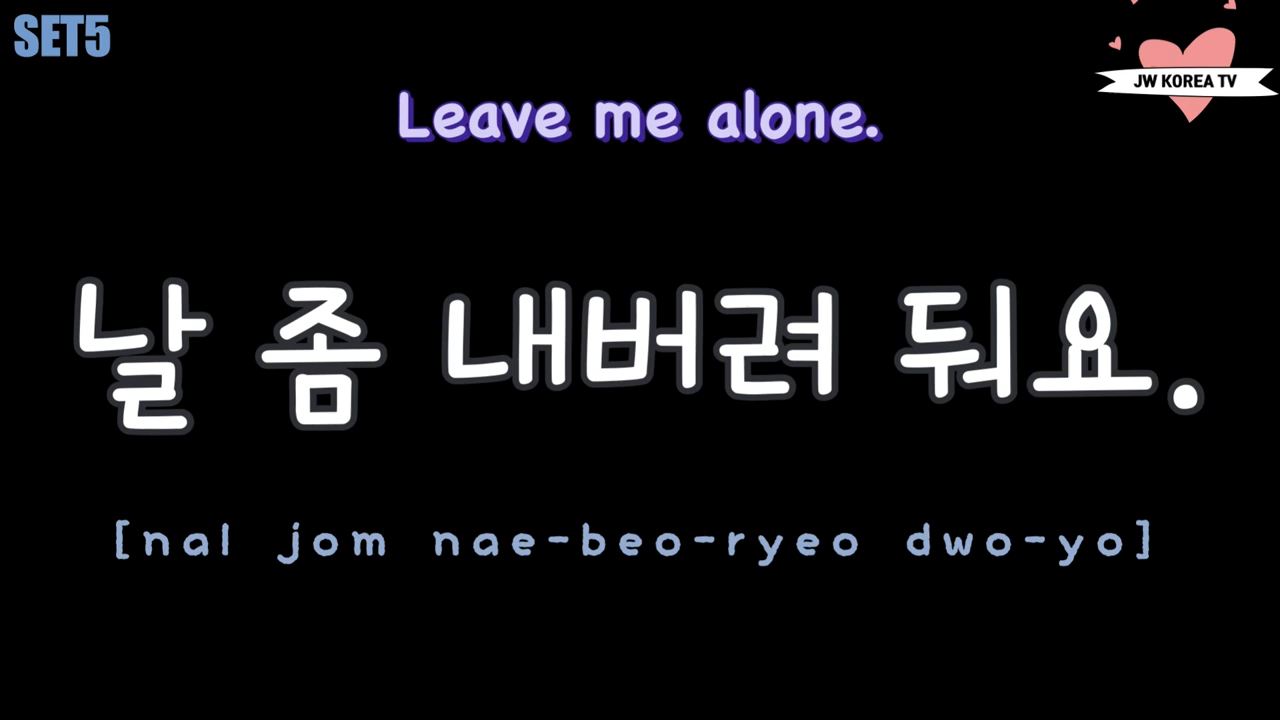 SET5
JW KOREA TV
Leave me alone.
날 좀 내버려 둬요.
[nal jom nae-beo-ryeo dwo-yo]